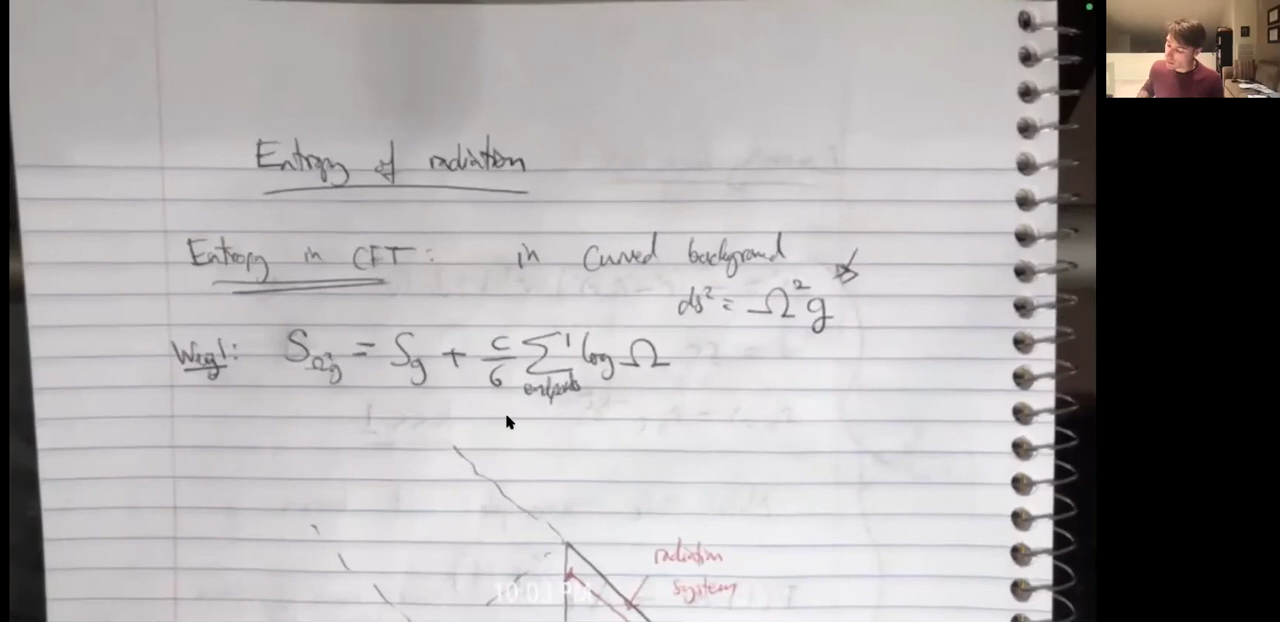 Entropy of radiation
Entropy in CFT: in Curved background
ds² = Ω²g
Weyl: S_{Ω²g} = S_g + c/6 Σ_{endpoints} log Ω
radiation
system
10:01 PM